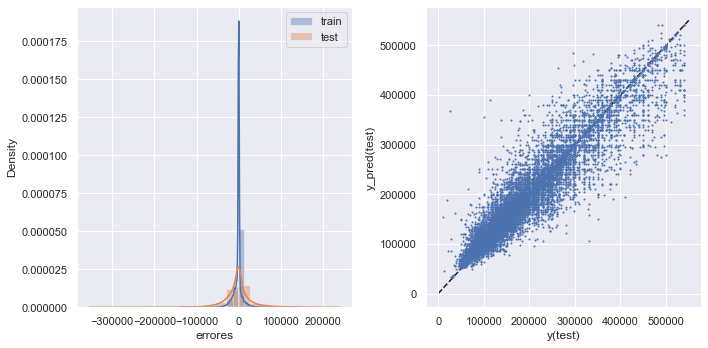 train
test
0.000175
0.000150
0.000125
0.000100
0.000075
0.000050
0.000025
0.000000
Density
−300000 −200000 −100000 0 100000 200000
errores
500000
400000
300000
200000
100000
0
y_pred(test)
0 100000 200000 300000 400000 500000
y(test)